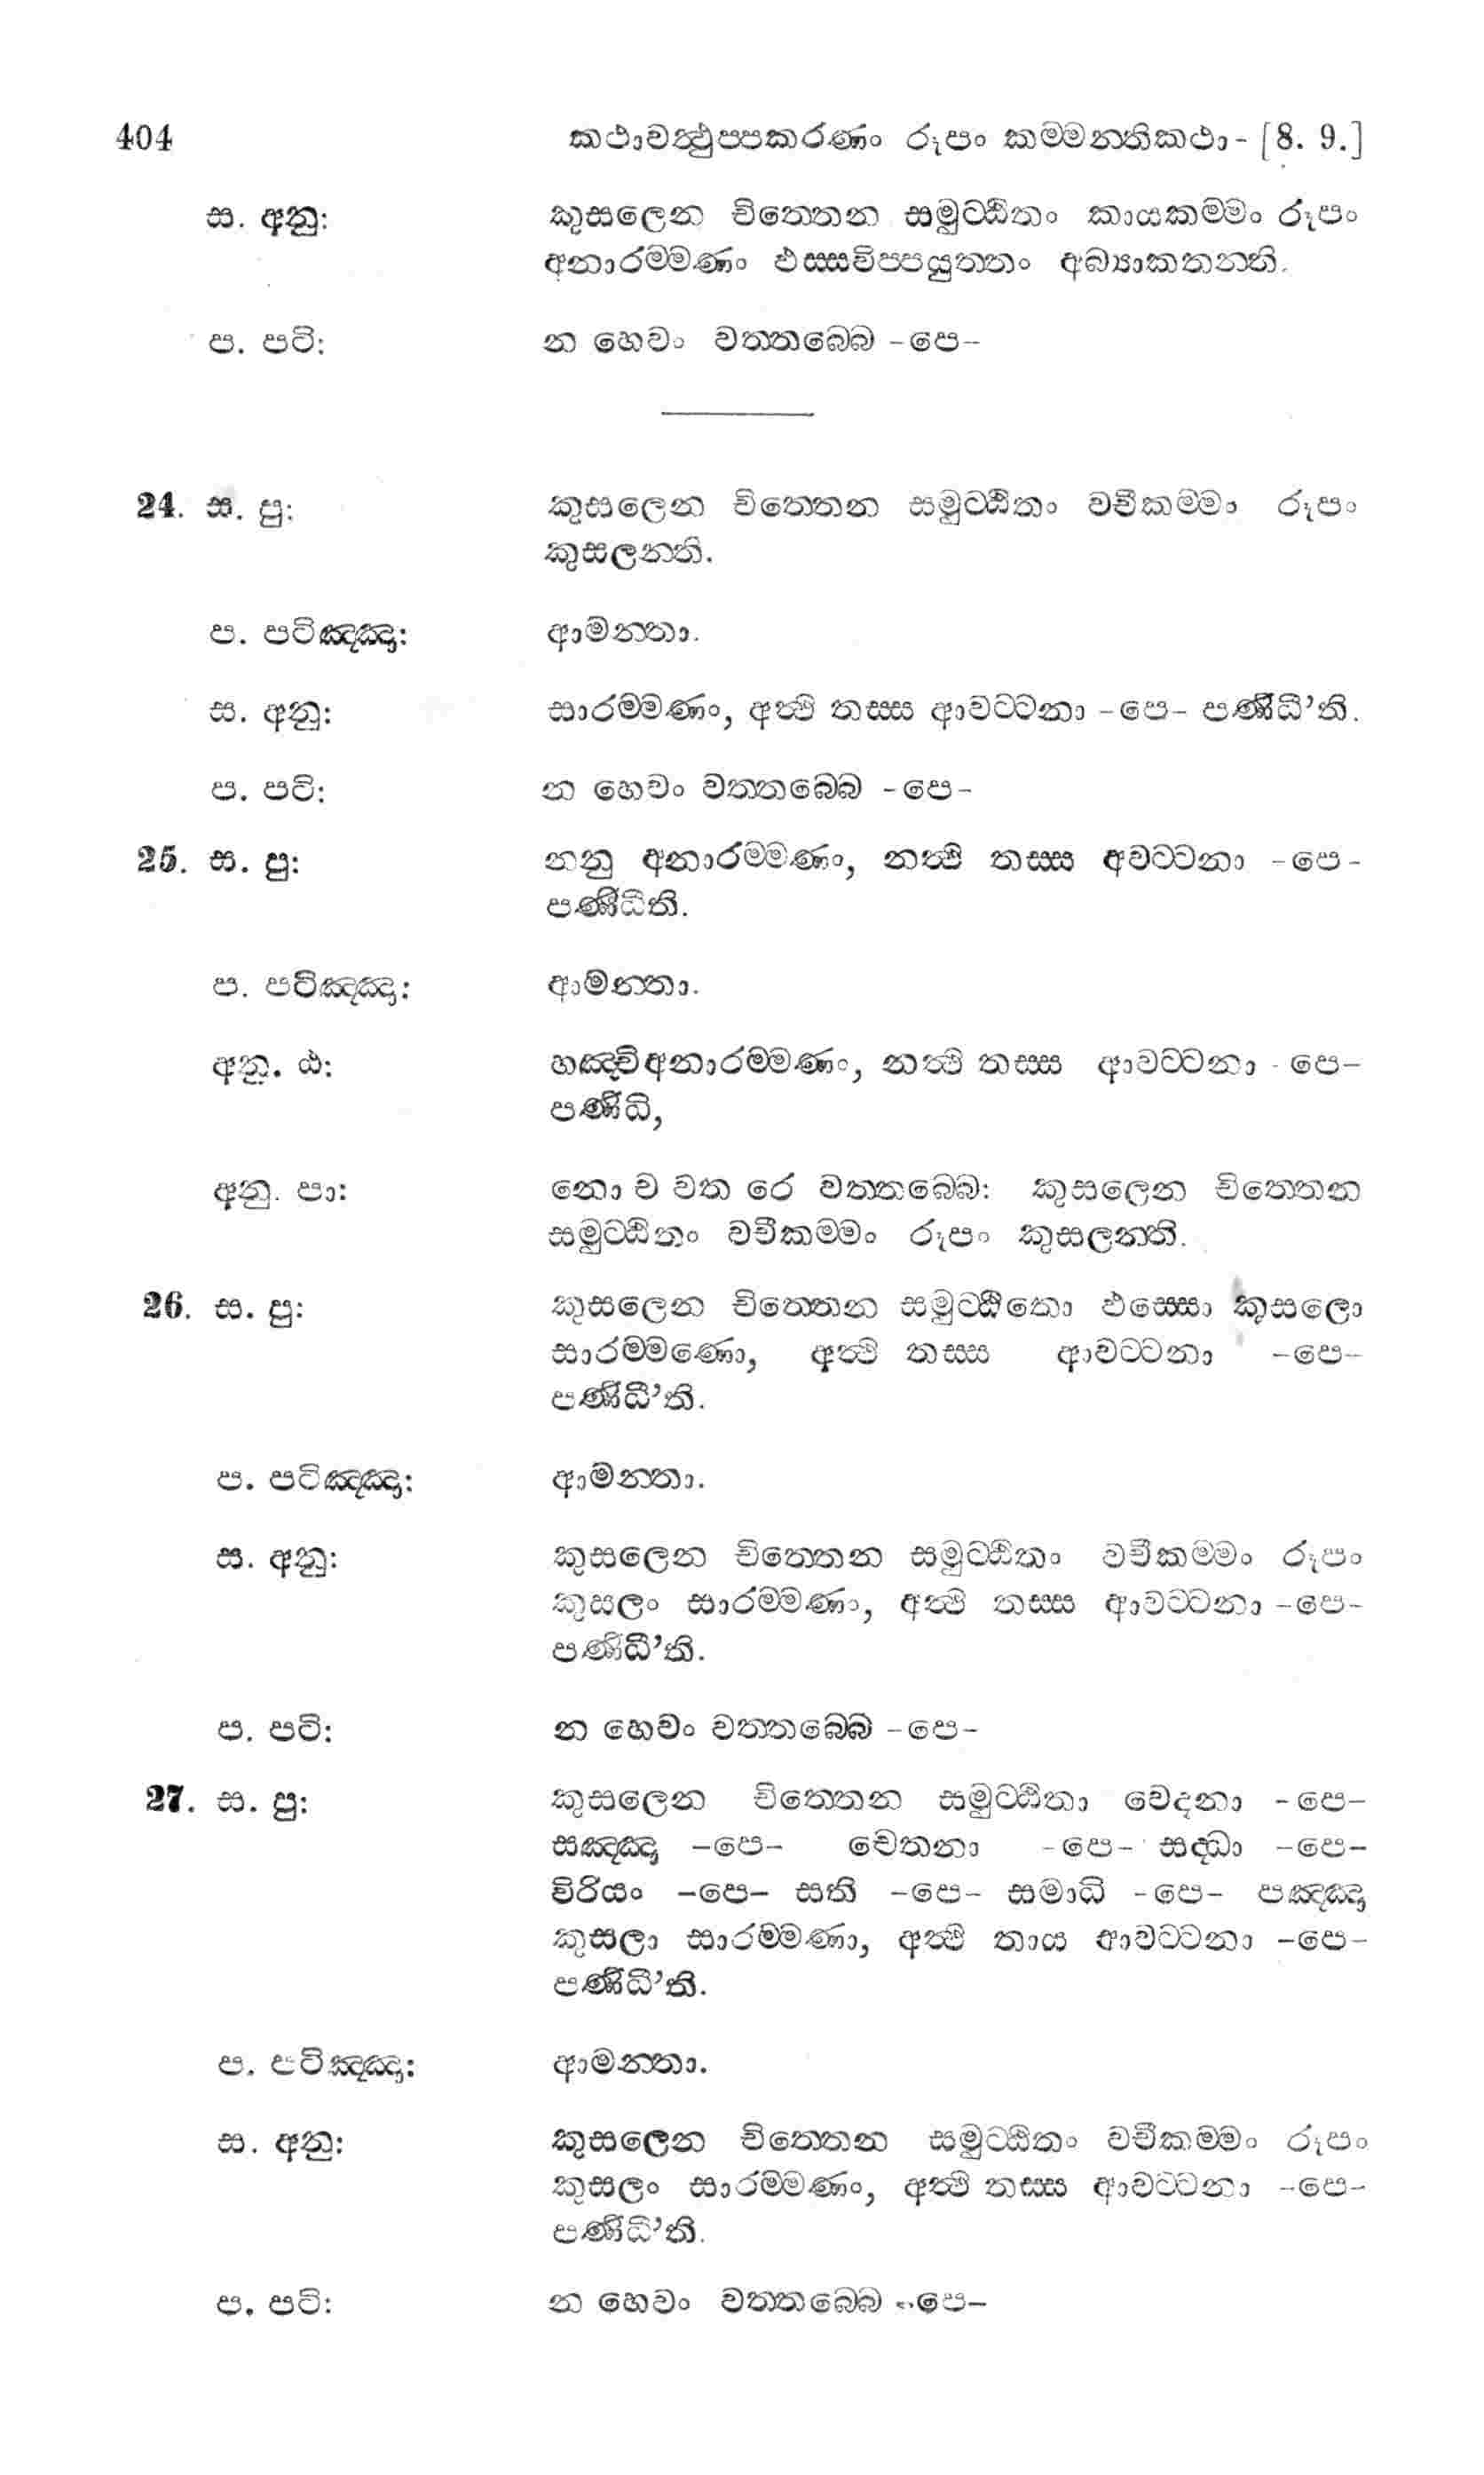 404 කථාවත්‍ථුප්පකරණං රූපං කම්මන්තිකථා - [8. 9.]
ස. අනු: කුසලෙන චිත්තෙන සමුට්ඨිතං කායකම්මං රූපං
අනාරම්මණං ඵස්සවිප්පයුත්තං අබ්‍යාකතන්ති.
ප. පටි: න හෙවං වත්තබ්බෙ -පෙ-
24. ස. පු: කුසලෙන චිත්තෙන සමුට්ඨිතං වචීකම්මං රූපං
කුසලන්ති.
ප. පටිඤ්ඤා: ආමන්තා.
ස. අනු: සාරම්මණං, අත්‍ථි තස්ස ආවට්ටනා -පෙ- පණිධී’ති.
ප. පටි: න හෙවං වත්තබ්බෙ -පෙ-
25. ස. පු: නනු අනාරම්මණං, නත්‍ථි තස්ස අවට්ටනා -පෙ-
පණිධීති.
ප. පටිඤ්ඤා: ආමන්තා.
අනු. ඨ: හඤ්චිඅනාරම්මණං, නත්‍ථි තස්ස ආවට්ටනා - පෙ-
පණිධි,
අනු. පා: නො ච වත රෙ වත්තබ්බෙ: කුසලෙන චිත්තෙන
සමුට්ඨිතං වචීකම්මං රූපං කුසලන්ති.
26. ස. පු: කුසලෙන චිත්තෙන සමුට්ඨිතො ඵස්සො කුසලො
සාරම්මණො, අත්‍ථි තස්ස ආවට්ටනා -පෙ-
පණිධී’ති.
ප. පටිඤ්ඤා: ආමන්තා.
ස. අනු: කුසලෙන චිත්තෙන සමුට්ඨිතං වචීකම්මං රූපං
කුසලං සාරම්මණං, අත්‍ථි තස්ස ආවට්ටනා -පෙ-
පණිධී’ති.
ප. පටි: න හෙවං වත්තබ්බෙ -පෙ-
27. ස. පු: කුසලෙන චිත්තෙන සමුට්ඨිතා වෙදනා -පෙ-
සඤ්ඤා -පෙ- චෙතනා -පෙ- සද්ධා -පෙ-
විරියං -පෙ- සති -පෙ- සමාධි -පෙ- පඤ්ඤා
කුසලා සාරම්මණා, අත්‍ථි තාය ආවට්ටනා -පෙ-
පණිධී’ති.
ප. පටිඤ්ඤා: ආමන්තා.
ස. අනු: කුසලෙන චිත්තෙන සමුට්ඨිතං වචීකම්මං රූපං
කුසලං සාරම්මණං, අත්‍ථි තස්ස ආවට්ටනා -පෙ-
පණිධි’ති.
ප. පටි: න හෙවං වත්තබ්බෙ -පෙ-